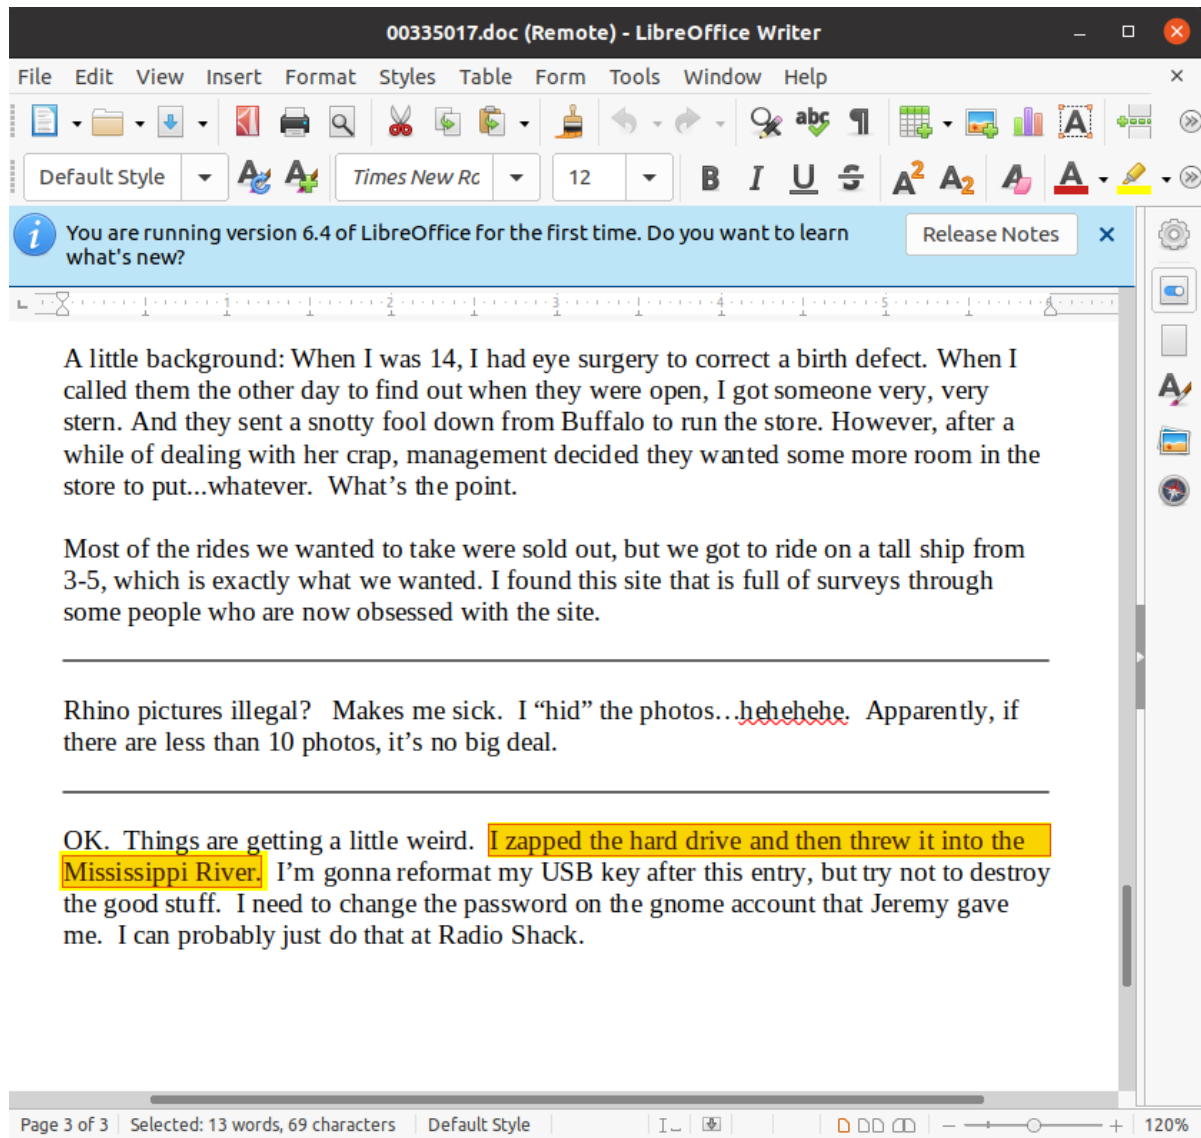 00335017.doc (Remote) - LibreOffice Writer
File Edit View Insert Format Styles Table Form Tools Window Help
abc A
Default Style Times New Ro 12 B I U S A2 A2 A A
You are running version 6.4 of LibreOffice for the first time. Do you want to learn
what's new?
Release Notes
1 2 3 4 5 6
A little background: When I was 14, I had eye surgery to correct a birth defect. When I
called them the other day to find out when they were open, I got someone very, very
stern. And they sent a snotty fool down from Buffalo to run the store. However, after a
while of dealing with her crap, management decided they wanted some more room in the
store to put...whatever.  What’s the point.
Most of the rides we wanted to take were sold out, but we got to ride on a tall ship from
3-5, which is exactly what we wanted. I found this site that is full of surveys through
some people who are now obsessed with the site.
Rhino pictures illegal?   Makes me sick.  I “hid” the photos…hehehehe.  Apparently, if
there are less than 10 photos, it’s no big deal.
OK.  Things are getting a little weird.  I zapped the hard drive and then threw it into the
Mississippi River.  I’m gonna reformat my USB key after this entry, but try not to destroy
the good stuff.  I need to change the password on the gnome account that Jeremy gave
me.  I can probably just do that at Radio Shack.
Page 3 of 3 Selected: 13 words, 69 characters Default Style 120%